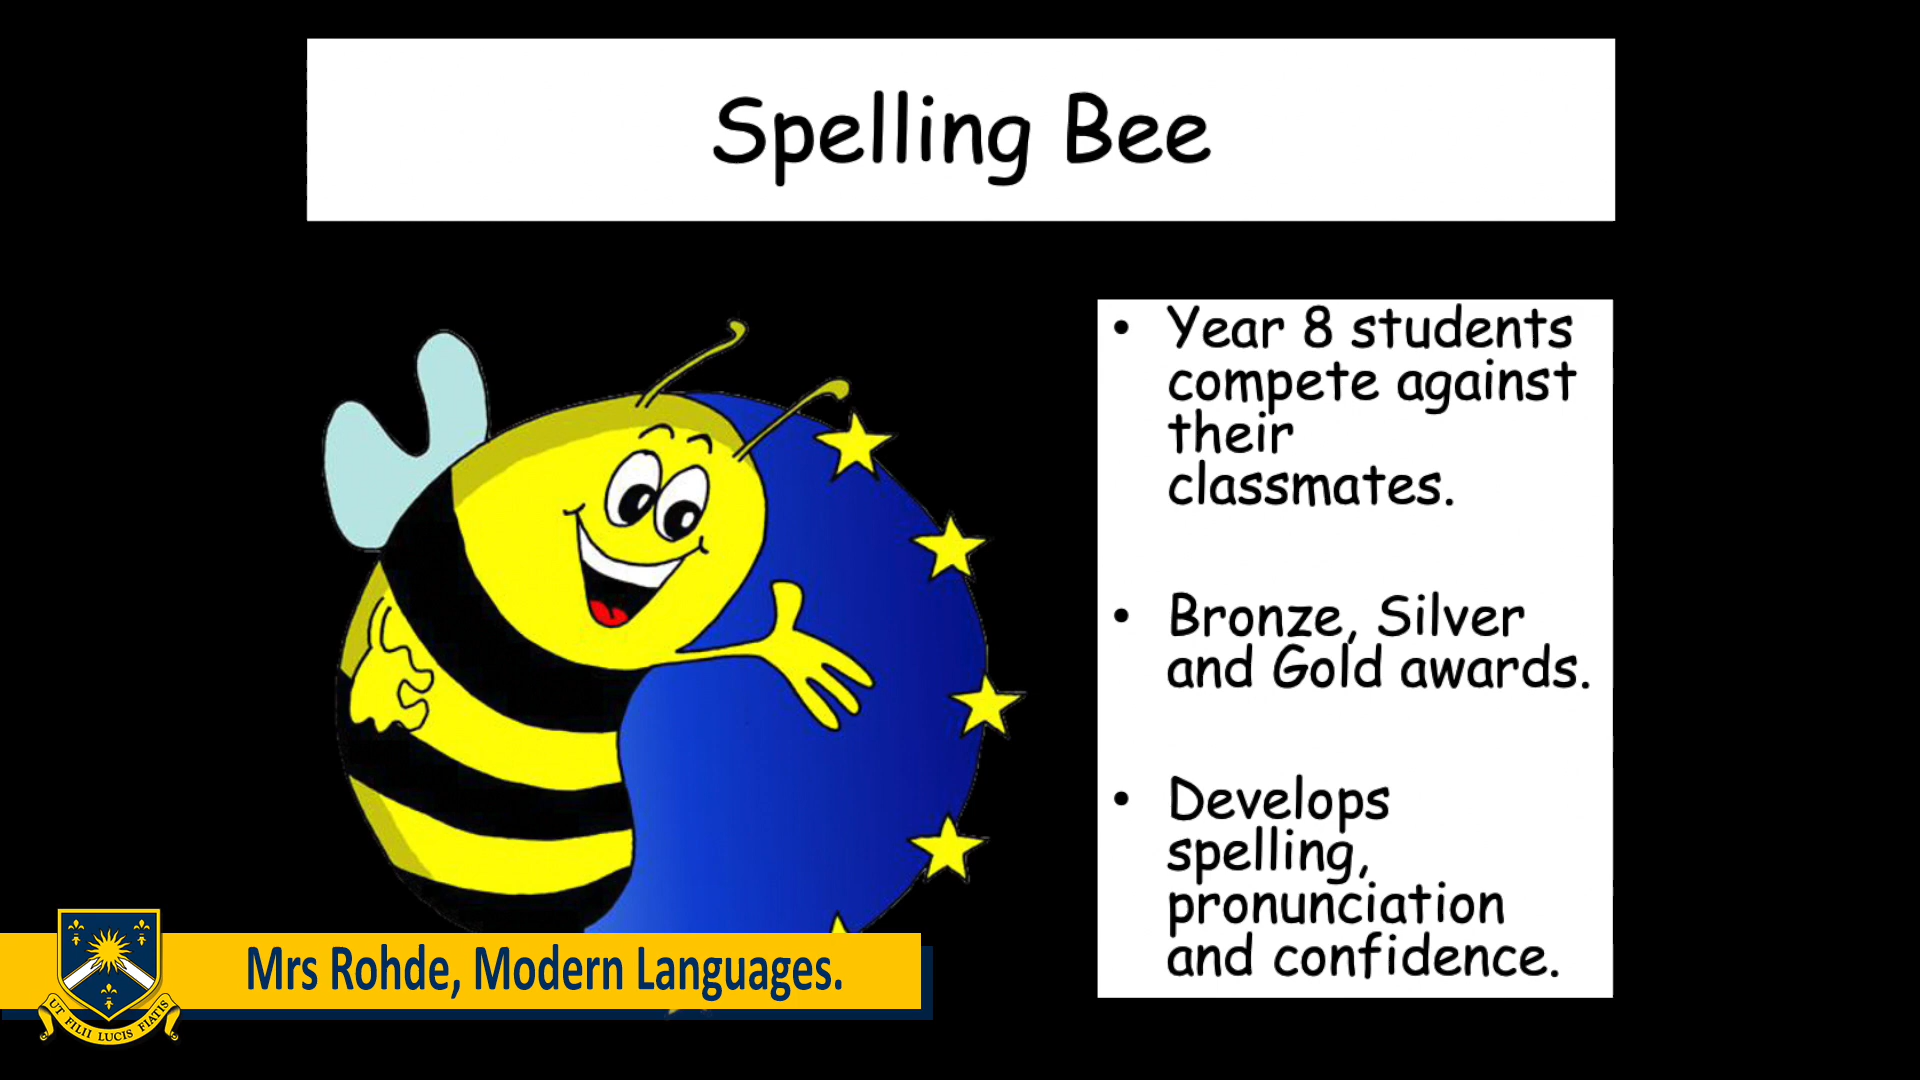 Spelling Bee
• Year 8 students
compete against
their
classmates.
• Bronze, Silver
and Gold awards.
• Develops
spelling,
pronunciation
and confidence.
Mrs Rohde, Modern Languages.
UT FILII LUCIS FIATIS